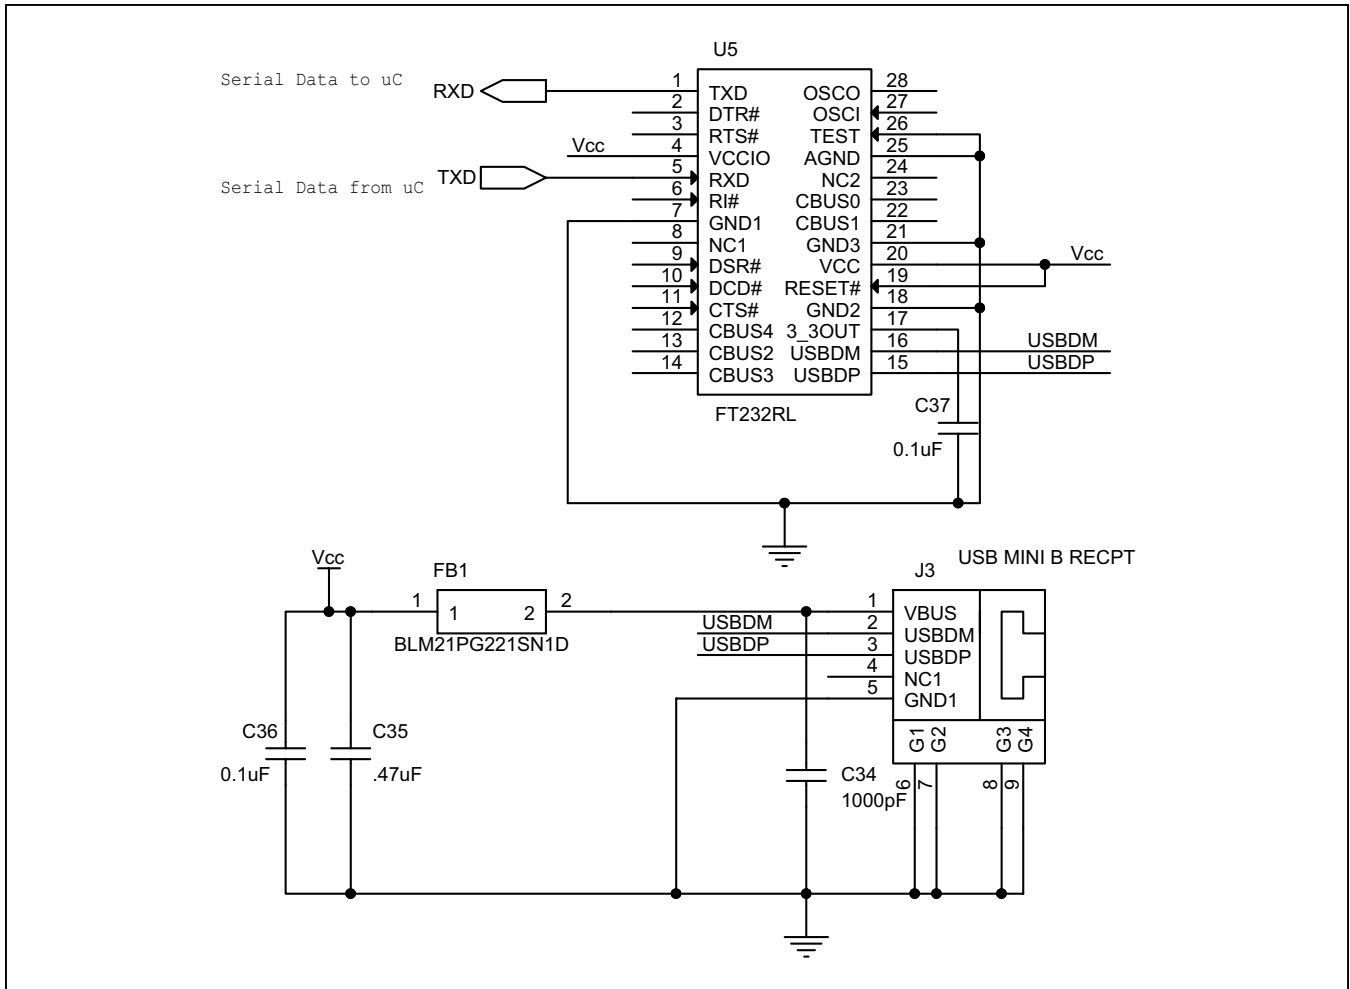 U5
Serial Data to uC
RXD
Vcc
Serial Data from uC
TXD
1 TXD
2 DTR#
3 RTS#
4 VCCIO
5 RXD
6 RI#
7 GND1
8 NC1
9 DSR#
10 DCD#
11 CTS#
12 CBUS4
13 CBUS2
14 CBUS3
OSCO 28
OSCI 27
TEST 26
AGND 25
NC2 24
CBUS0 23
CBUS1 22
GND3 21
VCC 20
RESET# 19
GND2 18
3_3OUT 17
USBDM 16
USBDP 15
Vcc
USBDM
USBDP
FT232RL
C37
0.1uF
Vcc
FB1
1 1 2 2
BLM21PG221SN1D
C36
0.1uF
C35
.47uF
USBDM
USBDP
C34
1000pF
USB MINI B RECPT
J3
1 VBUS
2 USBDM
3 USBDP
4 NC1
5 GND1
G1 G2 G3 G4
6 7 8 9